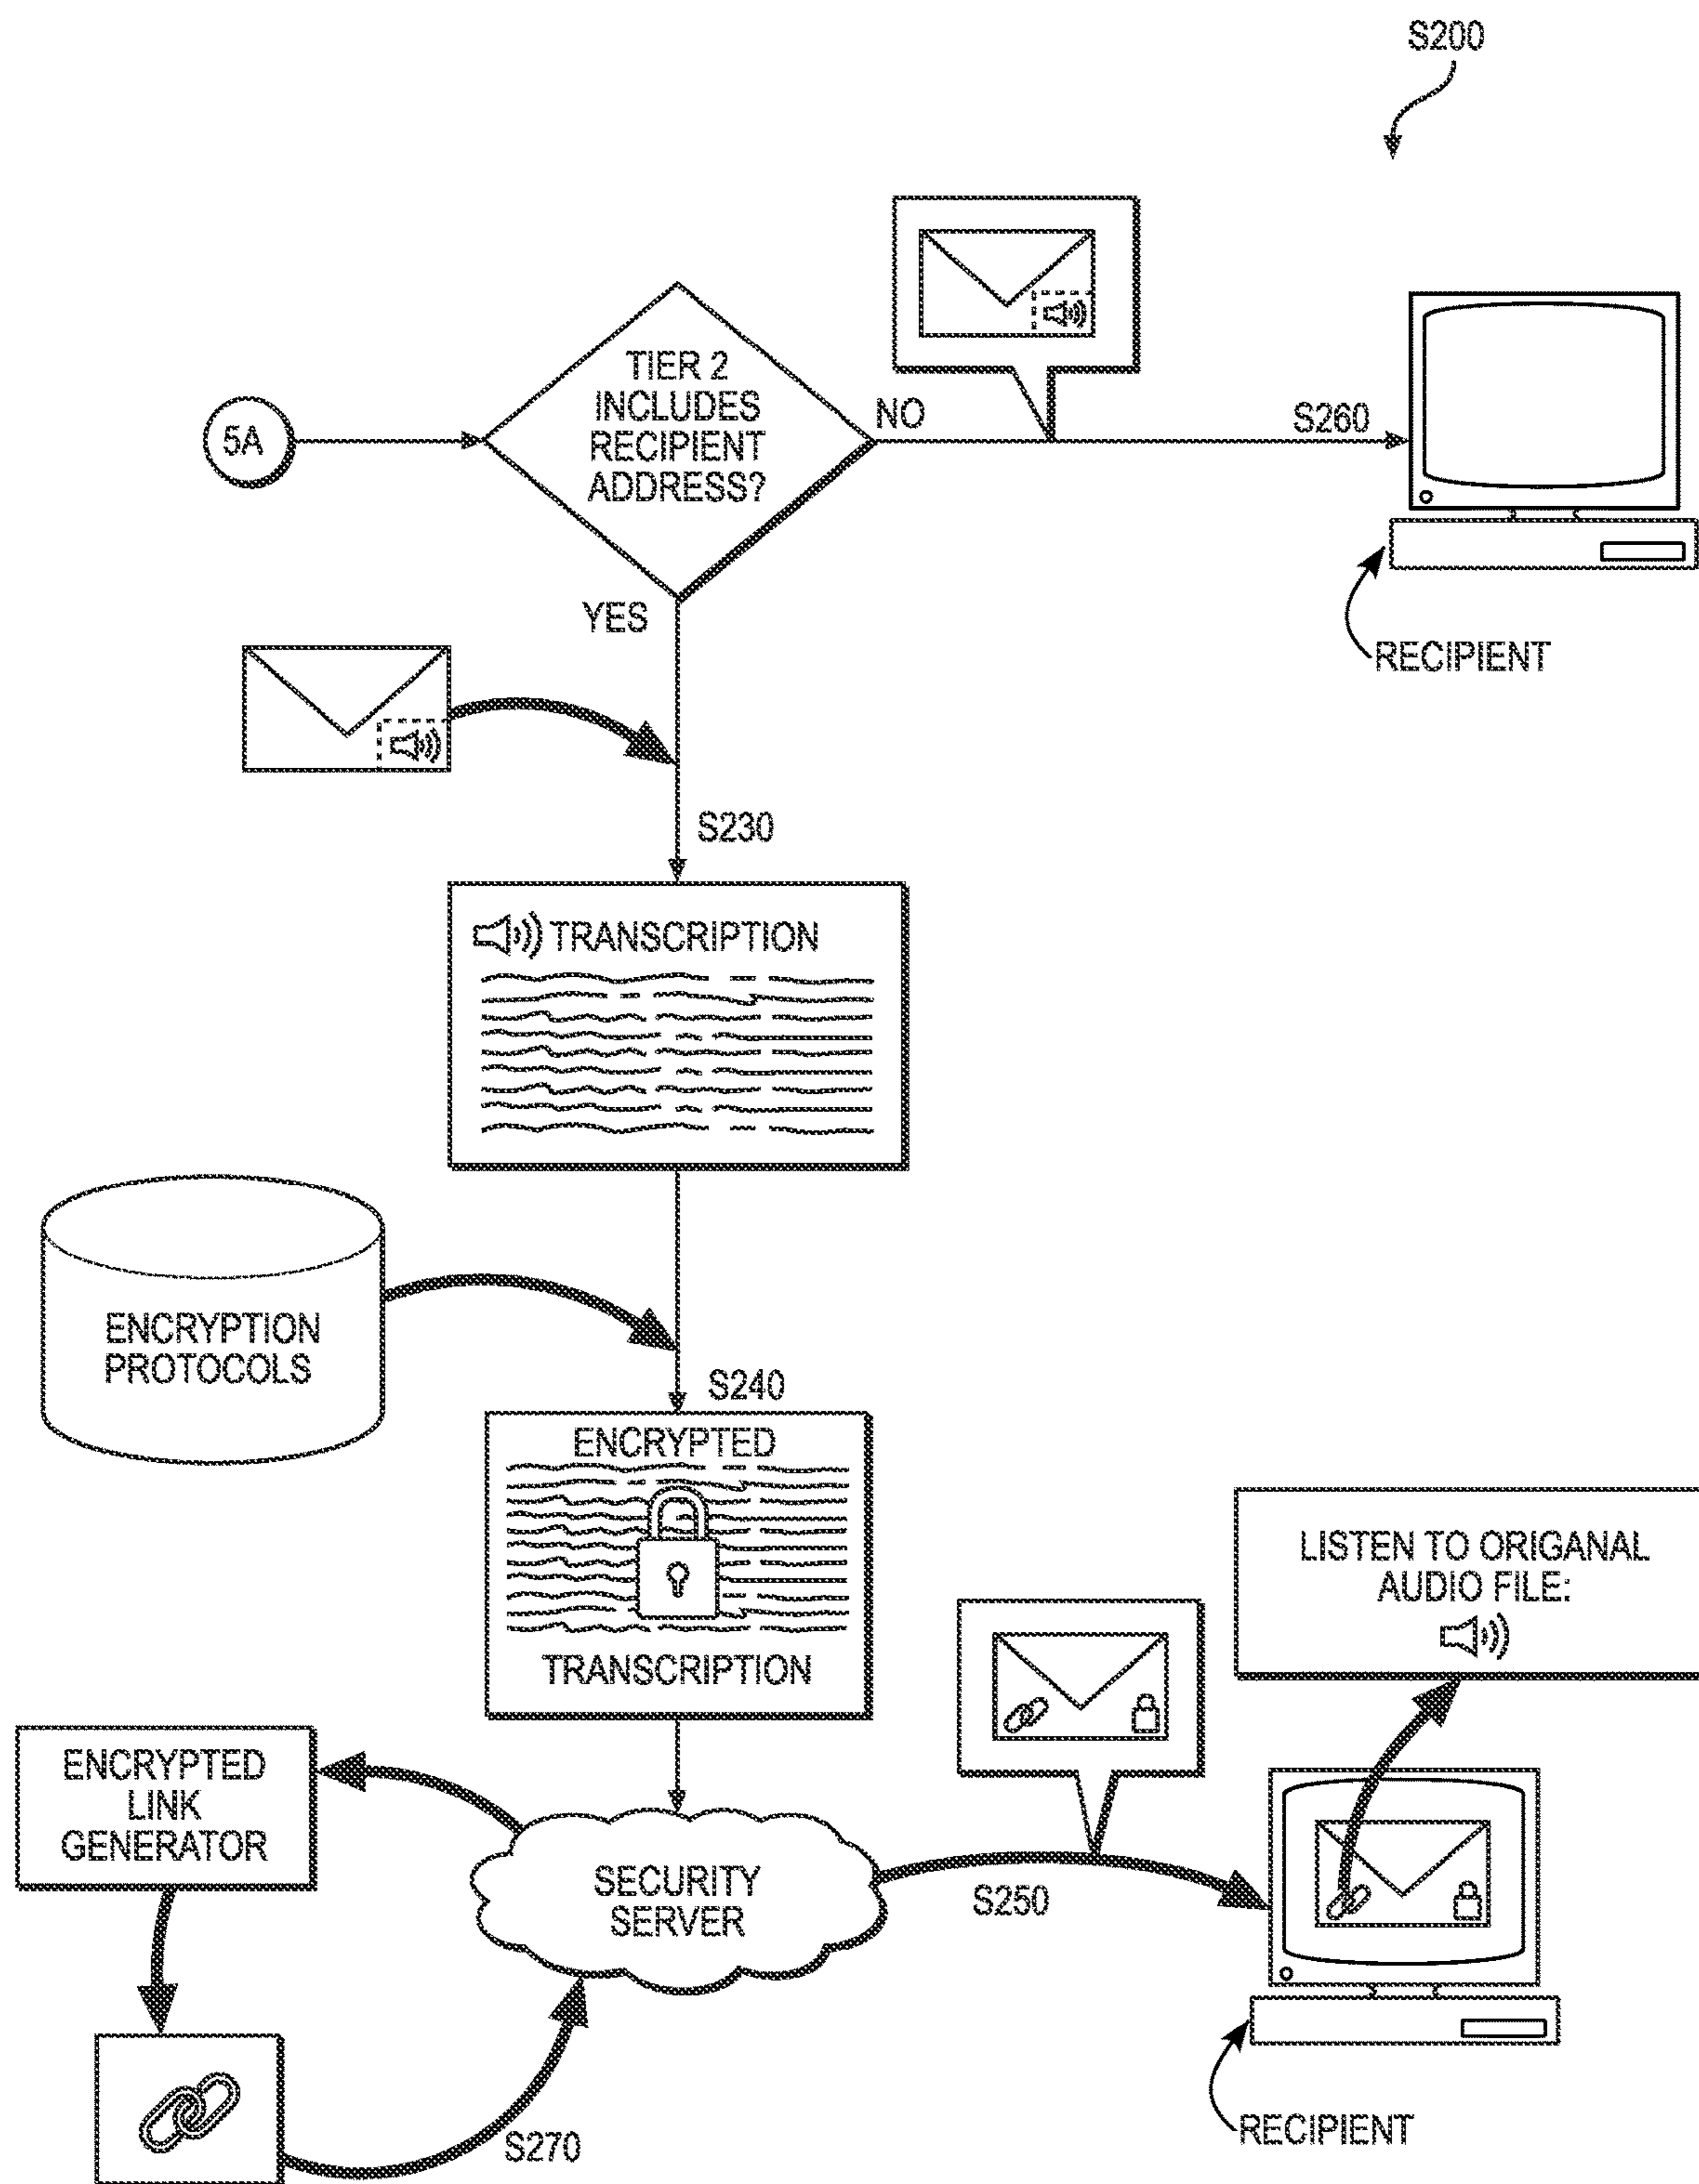 S200
TIER 2
INCLUDES
RECIPIENT
ADDRESS?
5A
NO
S260
YES
RECIPIENT
S230
TRANSCRIPTION
ENCRYPTION
PROTOCOLS
S240
ENCRYPTED
TRANSCRIPTION
LISTEN TO ORIGANAL
AUDIO FILE:
ENCRYPTED
LINK
GENERATOR
SECURITY
SERVER
S250
S270
RECIPIENT